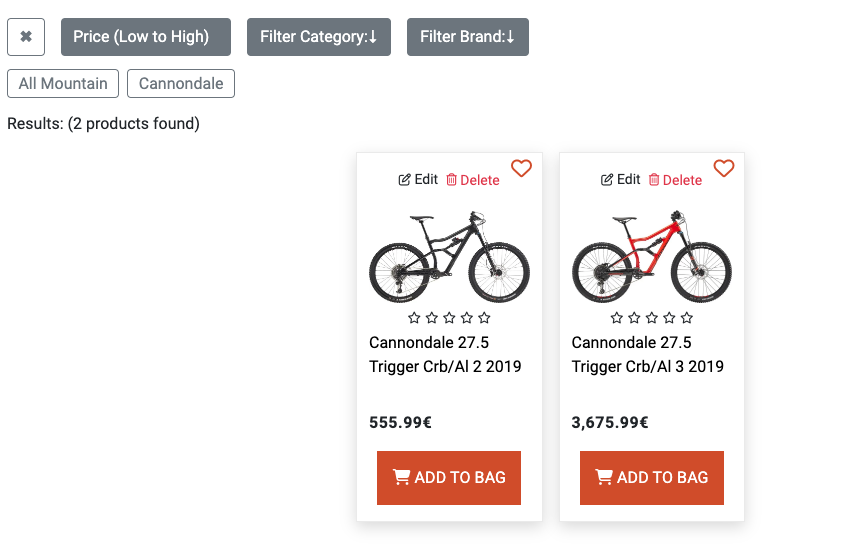 ✖ Price (Low to High) Filter Category:↓ Filter Brand:↓
All Mountain Cannondale
Results: (2 products found)
Edit Delete
Edit Delete
Cannondale 27.5
Trigger Crb/Al 2 2019
Cannondale 27.5
Trigger Crb/Al 3 2019
555.99€
3,675.99€
ADD TO BAG
ADD TO BAG